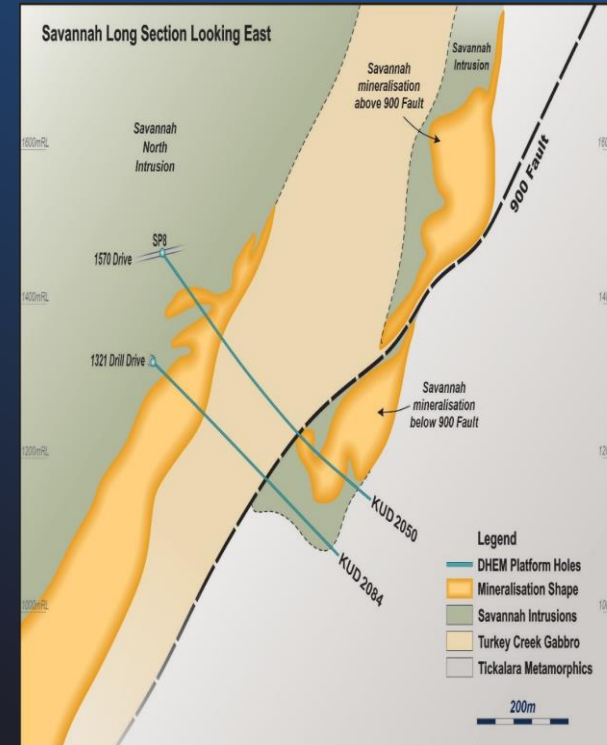 Savannah Long Section Looking East
Savannah
Intrusion
Savannah
mineralisation
above 900 Fault
Savannah
North
Intrusion
1600mRL
900 Fault
SP8
1570 Drive
1400mRL
1321 Drill Drive
Savannah
mineralisation
below 900 Fault
1200mRL
KUD 2050
KUD 2084
1000mRL
Legend
DHEM Platform Holes
Mineralisation Shape
Savannah Intrusions
Turkey Creek Gabbro
Tickalara Metamorphics
200m